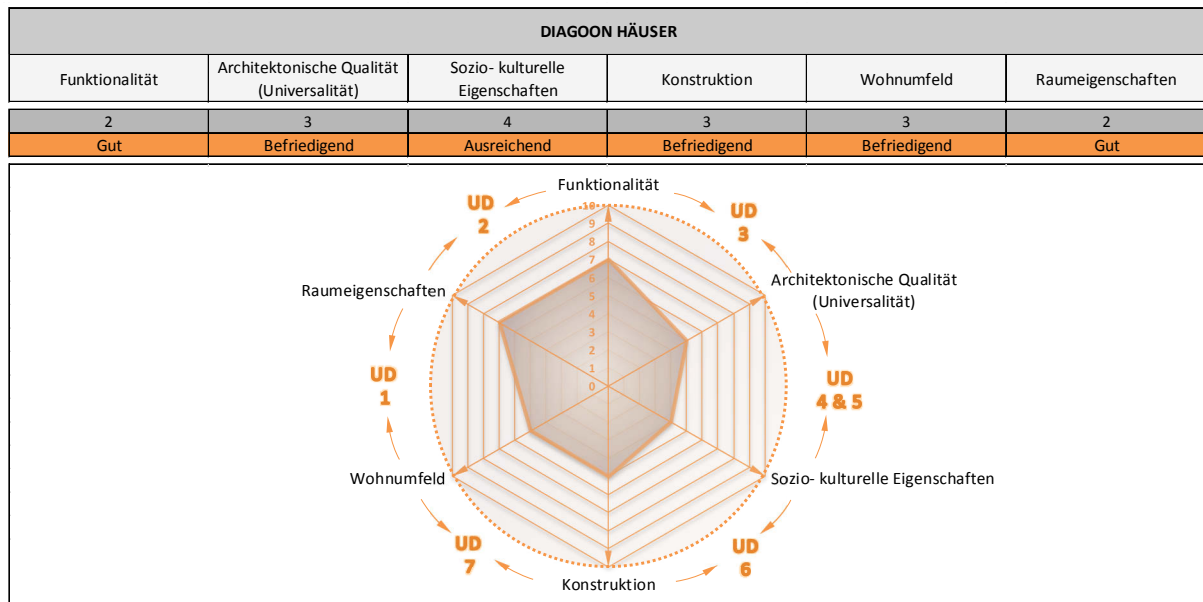 DIAGOON HÄUSER
Funktionalität
Architektonische Qualität
(Universalität)
Sozio- kulturelle
Eigenschaften
Konstruktion
Wohnumfeld
Raumeigenschaften
2
3
4
3
3
2
Gut
Befriedigend
Ausreichend
Befriedigend
Befriedigend
Gut
Funktionalität
UD
2
UD
3
10
9
8
7
6
5
4
3
2
1
0
Raumeigenschaften
Architektonische Qualität
(Universalität)
UD
1
UD
4 & 5
Wohnumfeld
Sozio- kulturelle Eigenschaften
UD
7
UD
6
Konstruktion